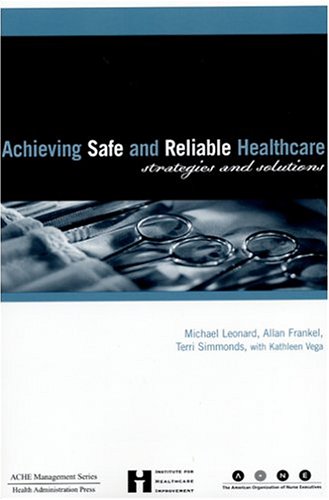 Achieving Safe and Reliable Healthcare
strategies and solutions
Michael Leonard, Allan Frankel,
Terri Simmonds, with Kathleen Vega
ACHE Management Series
Health Administration Press
INSTITUTE FOR
HEALTHCARE
IMPROVEMENT
A O N E
The American Organization of Nurse Executives